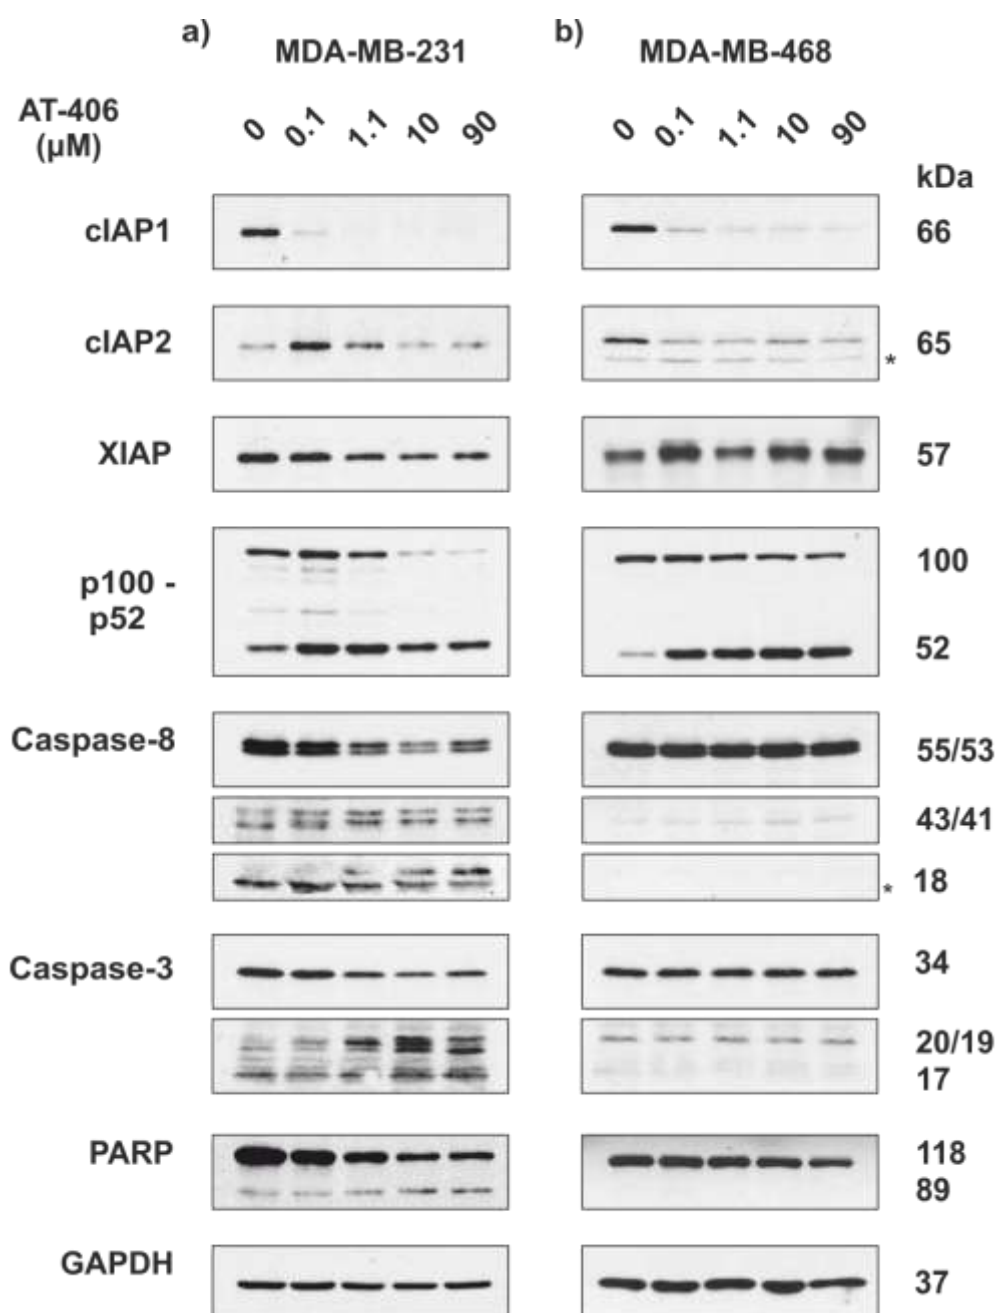 a) MDA-MB-231 b) MDA-MB-468
AT-406 (µM) 0 0.1 1.1 10 90 0 0.1 1.1 10 90
kDa
cIAP1 66
cIAP2 65
*
XIAP 57
p100 - p52 100
52
Caspase-8 55/53
43/41
18
*
Caspase-3 34
20/19
17
PARP 118
89
GAPDH 37